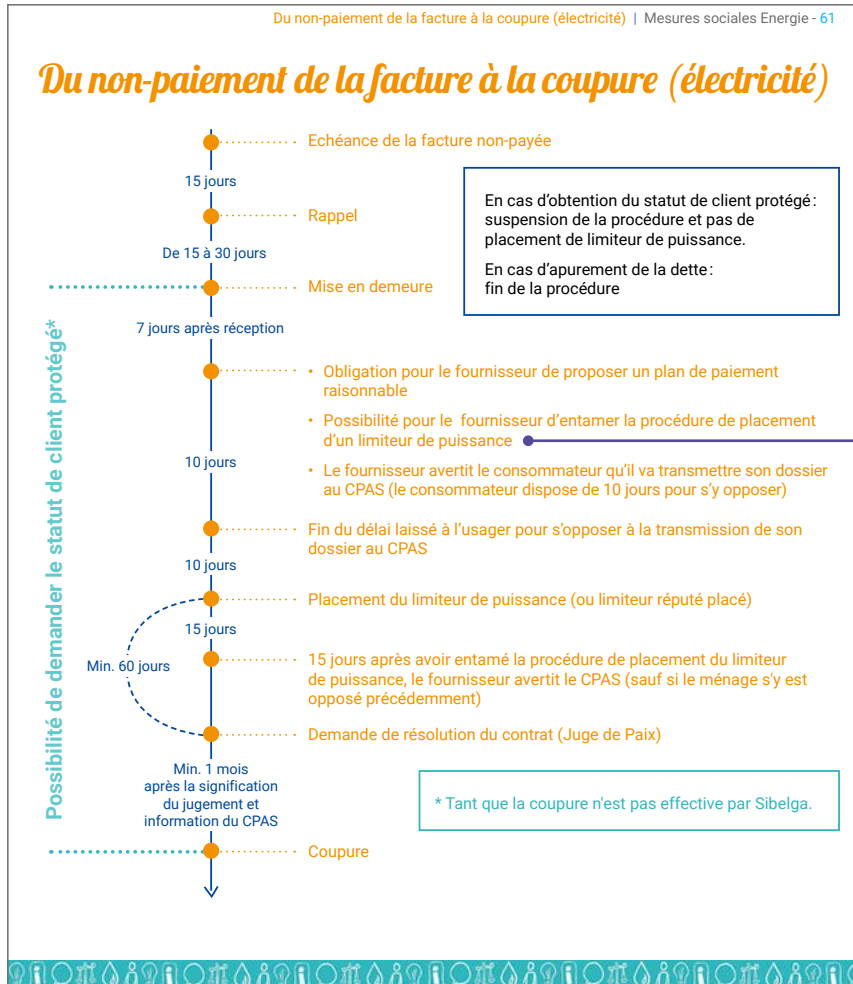 Du non-paiement de la facture à la coupure (électricité) | Mesures sociales Energie - 61
Du non-paiement de la facture à la coupure (électricité)
Echéance de la facture non-payée
15 jours
En cas d'obtention du statut de client protégé :
suspension de la procédure et pas de
placement de limiteur de puissance.
En cas d'apurement de la dette :
fin de la procédure
Rappel
De 15 à 30 jours
Mise en demeure
7 jours après réception
• Obligation pour le fournisseur de proposer un plan de paiement
raisonnable
• Possibilité pour le fournisseur d'entamer la procédure de placement
d'un limiteur de puissance
• Le fournisseur avertit le consommateur qu'il va transmettre son dossier
au CPAS (le consommateur dispose de 10 jours pour s'y opposer)
10 jours
Fin du délai laissé à l'usager pour s'opposer à la transmission de son
dossier au CPAS
10 jours
Placement du limiteur de puissance (ou limiteur réputé placé)
15 jours
Min. 60 jours
15 jours après avoir entamé la procédure de placement du limiteur
de puissance, le fournisseur avertit le CPAS (sauf si le ménage s'y est
opposé précédemment)
Demande de résolution du contrat (Juge de Paix)
Min. 1 mois
après la signification
du jugement et
information du CPAS
* Tant que la coupure n'est pas effective par Sibelga.
Coupure
Possibilité de demander le statut de client protégé*